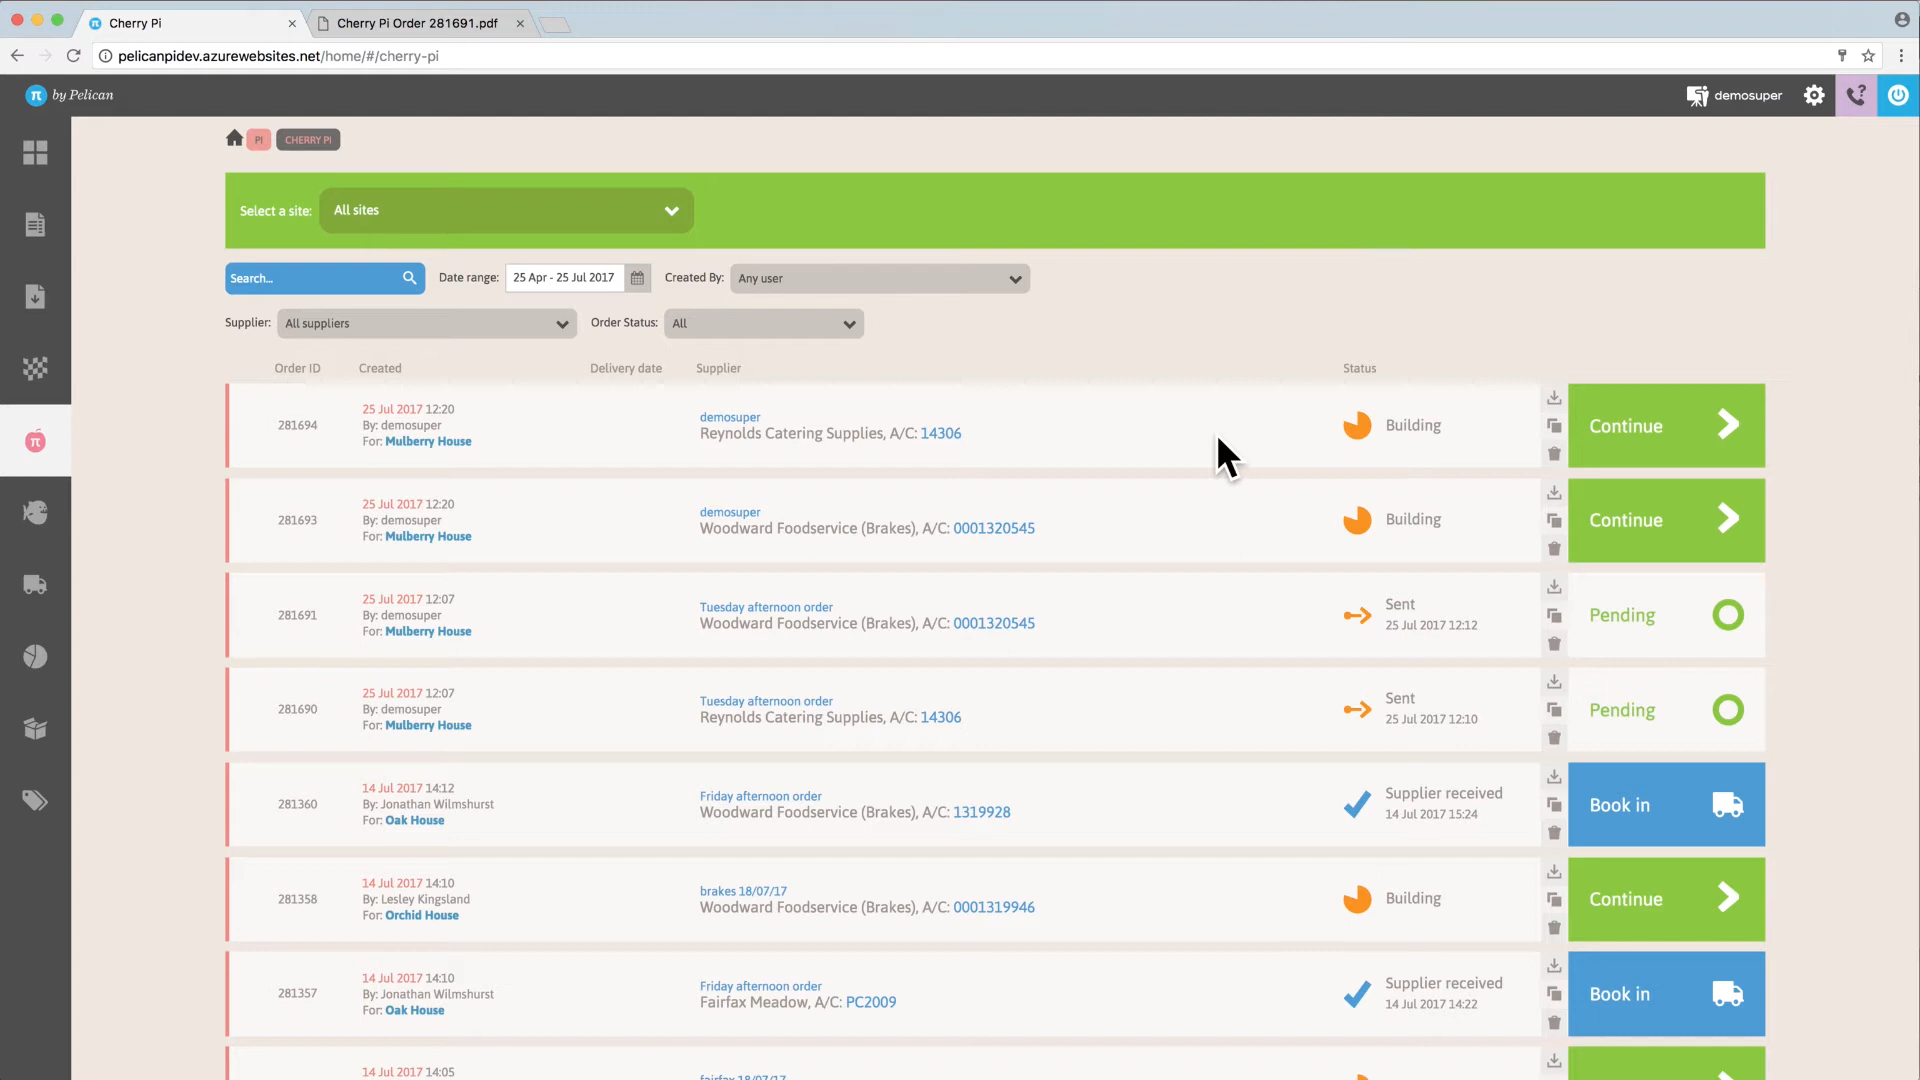 Cherry Pi
Cherry Pi Order 281691.pdf
pelicanpidev.azurewebsites.net/home/#/cherry-pi
π by Pelican
demosuper
PI
CHERRY PI
Select a site:
All sites
Search...
Date range:
25 Apr - 25 Jul 2017
Created By:
Any user
Supplier:
All suppliers
Order Status:
All
Order ID
Created
Delivery date
Supplier
Status
281694
25 Jul 2017 12:20
By: demosuper
For: Mulberry House
demosuper
Reynolds Catering Supplies, A/C: 14306
Building
Continue
281693
25 Jul 2017 12:20
By: demosuper
For: Mulberry House
demosuper
Woodward Foodservice (Brakes), A/C: 0001320545
Building
Continue
281691
25 Jul 2017 12:07
By: demosuper
For: Mulberry House
Tuesday afternoon order
Woodward Foodservice (Brakes), A/C: 0001320545
Sent
25 Jul 2017 12:12
Pending
281690
25 Jul 2017 12:07
By: demosuper
For: Mulberry House
Tuesday afternoon order
Reynolds Catering Supplies, A/C: 14306
Sent
25 Jul 2017 12:10
Pending
281360
14 Jul 2017 14:12
By: Jonathan Wilmshurst
For: Oak House
Friday afternoon order
Woodward Foodservice (Brakes), A/C: 1319928
Supplier received
14 Jul 2017 15:24
Book in
281358
14 Jul 2017 14:10
By: Lesley Kingsland
For: Orchid House
brakes 18/07/17
Woodward Foodservice (Brakes), A/C: 0001319946
Building
Continue
281357
14 Jul 2017 14:10
By: Jonathan Wilmshurst
For: Oak House
Friday afternoon order
Fairfax Meadow, A/C: PC2009
Supplier received
14 Jul 2017 14:22
Book in
14 Jul 2017 14:05
fairfax 18/07/17